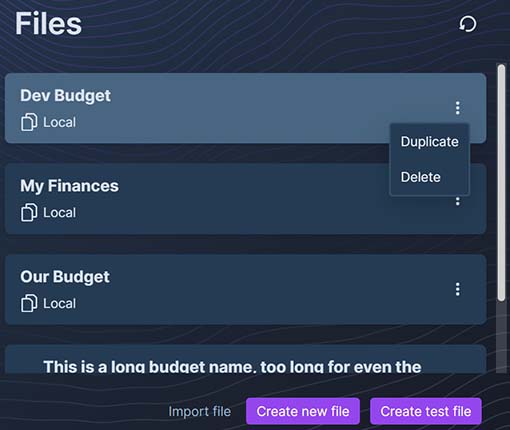 Files
Dev Budget
Local
Duplicate
Delete
My Finances
Local
Our Budget
Local
This is a long budget name, too long for even the
Import file
Create new file
Create test file